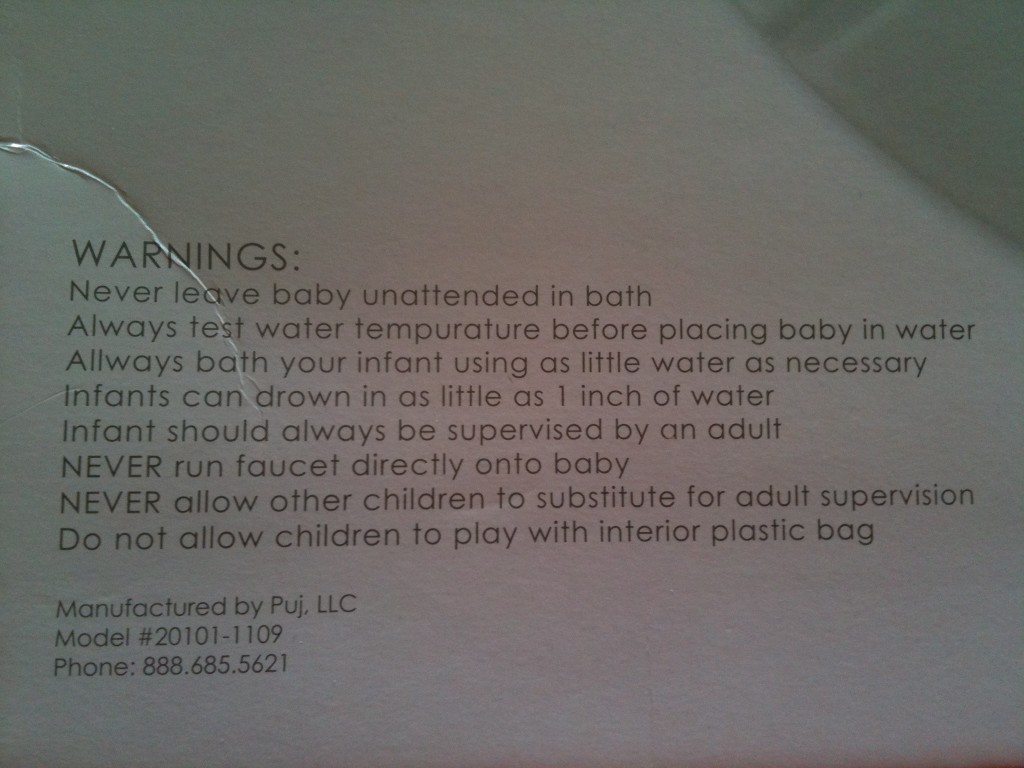 WARNINGS:
Never leave baby unattended in bath
Always test water tempurature before placing baby in water
Allways bath your infant using as little water as necessary
Infants can drown in as little as 1 inch of water
Infant should always be supervised by an adult
NEVER run faucet directly onto baby
NEVER allow other children to substitute for adult supervision
Do not allow children to play with interior plastic bag
Manufactured by Puj, LLC
Model #20101-1109
Phone: 888.685.5621